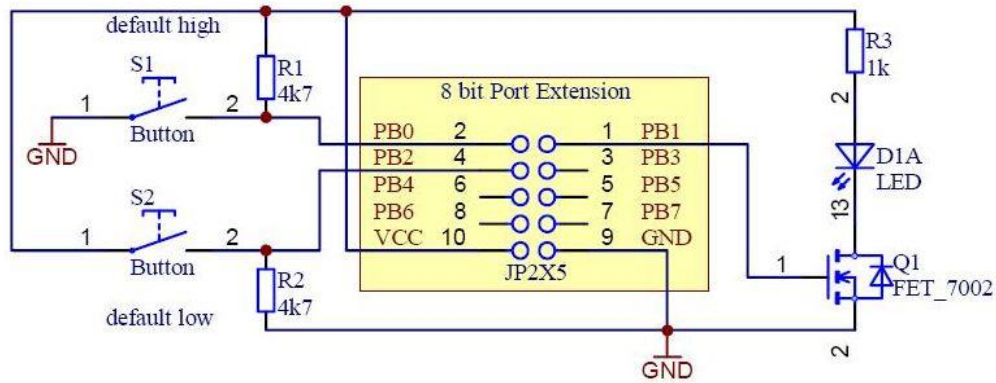 default high
S1
1
2
Button
GND
R1
4k7
8 bit Port Extension
PB0 2 1 PB1
PB2 4 3 PB3
PB4 6 5 PB5
PB6 8 7 PB7
VCC 10 9 GND
JP2X5
S2
1
2
Button
R2
4k7
default low
GND
R3
1k
2
D1A
LED
13
1
Q1
FET_7002
2